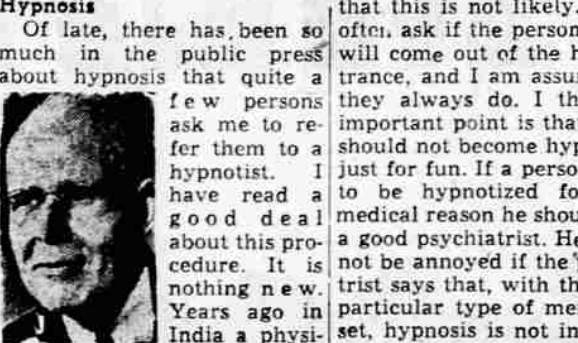 Hypnosis
Of late, there has been so
much in the public press
about hypnosis that quite a
few persons
ask me to re-
fer them to a
hypnotist. I
have read a
good deal
about this pro-
cedure. It is
nothing new.
Years ago in
India a physi-
that this is not likely.
often ask if the person
will come out of the h
trance, and I am assu
they always do. I th
important point is tha
should not become hyp
just for fun. If a perso
to be hypnotized fo
medical reason he shou
a good psychiatrist. He
not be annoyed if the
trist says that, with th
particular type of me
set, hypnosis is not in